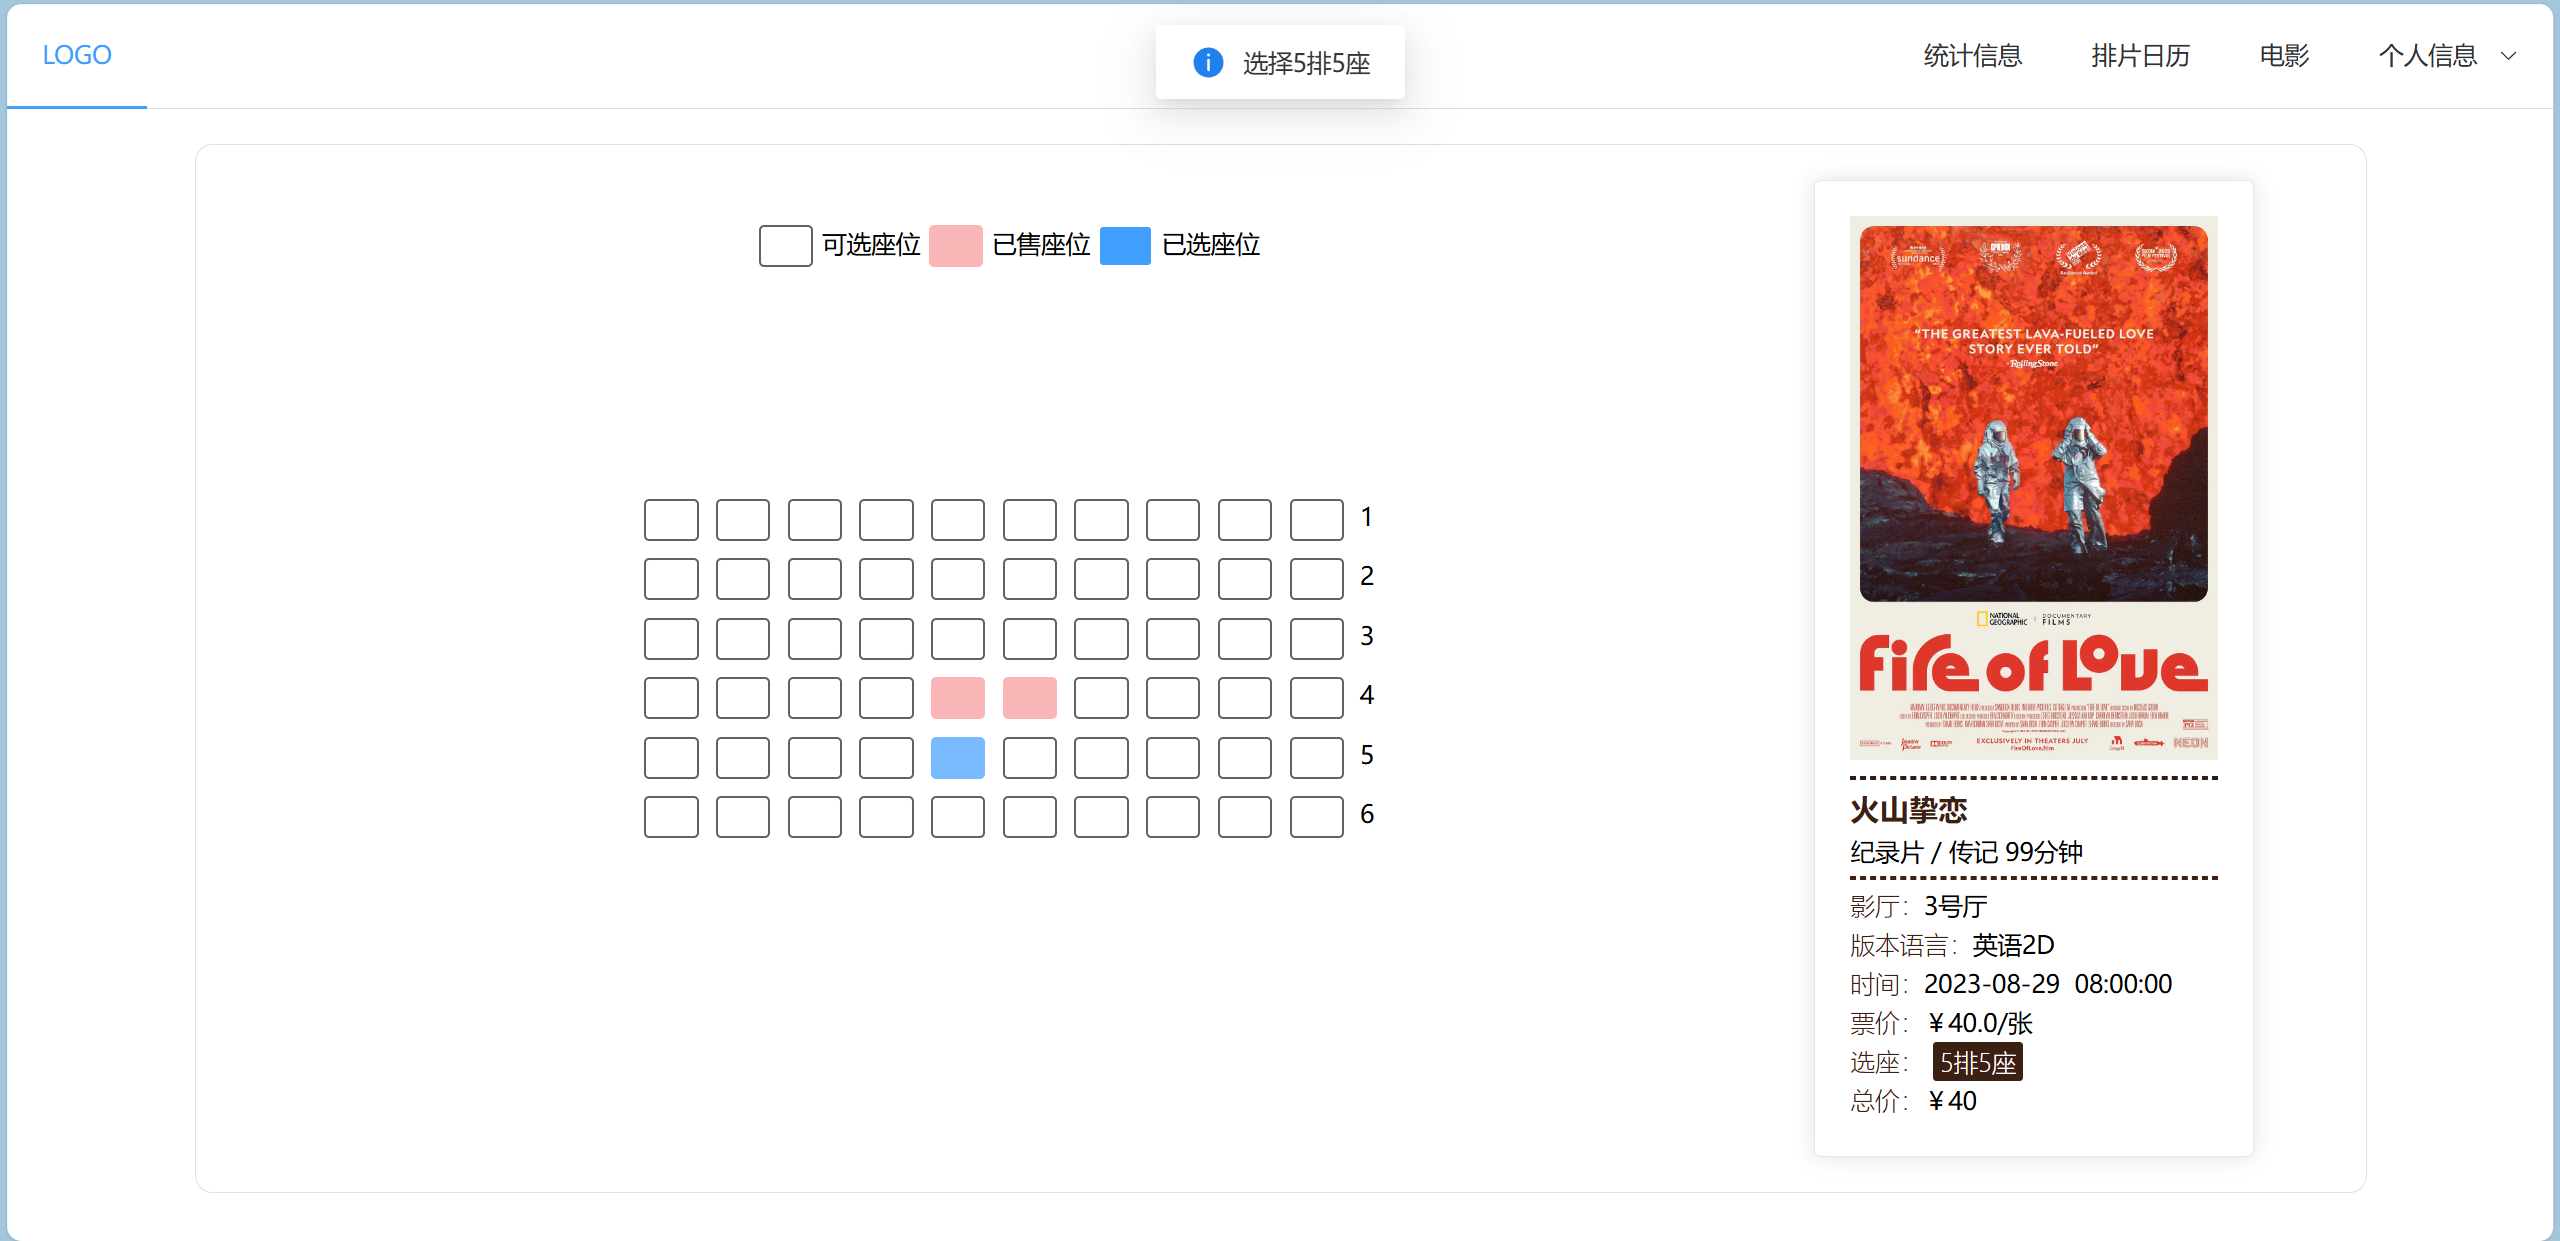 LOGO
选择5排5座
统计信息
排片日历
电影
个人信息
可选座位
已售座位
已选座位
1
2
3
4
5
6
sundance
“THE GREATEST LAVA-FUELED LOVE
STORY EVER TOLD”
-RollingStone
NATIONAL
GEOGRAPHIC
DOCUMENTARY
FILMS
Fire of Love
EXCLUSIVELY IN THEATERS JULY
FireOfLove.film
NEON
PG
火山挚恋
纪录片 / 传记 99分钟
影厅： 3号厅
版本语言： 英语2D
时间： 2023-08-29 08:00:00
票价： ¥40.0/张
选座： 5排5座
总价： ¥40